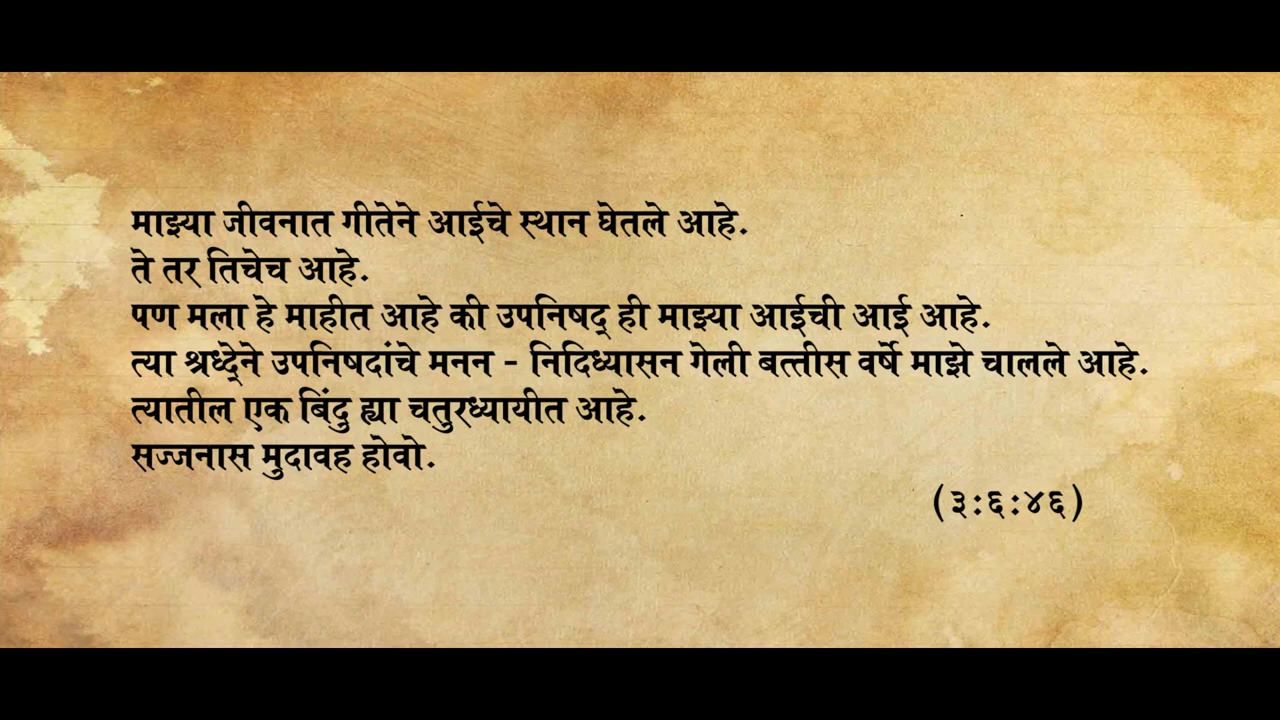 माझ्या जीवनात गीतेने आईचे स्थान घेतले आहे.
ते तर तिचेच आहे.
पण मला हे माहीत आहे की उपनिषद् ही माझ्या आईची आई आहे.
त्या श्रध्देने उपनिषदांचे मनन - निदिध्यासन गेली बत्तीस वर्षे माझे चालले आहे.
त्यातील एक बिंदु ह्या चतुरध्यायीत आहे.
सज्जनास मुदावह होवो.
(३:६:४६)